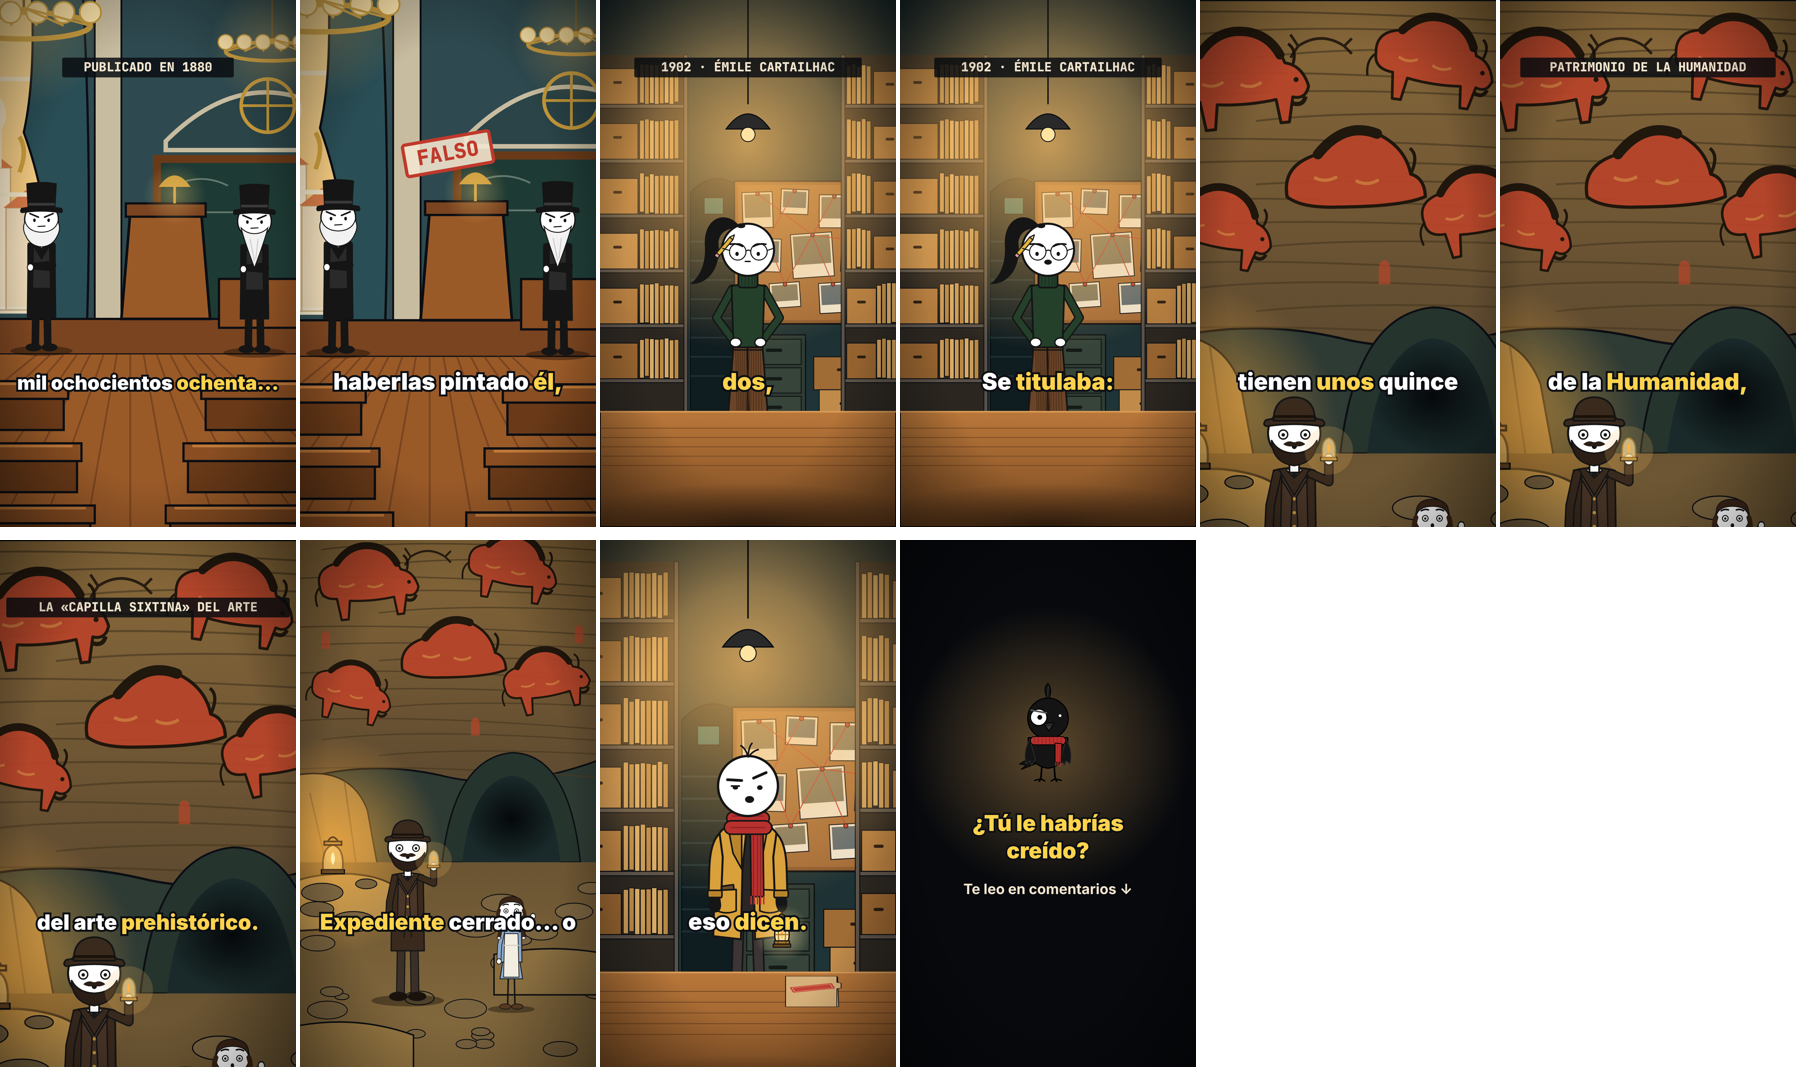 PUBLICADO EN 1880
mil ochocientos ochenta...
FALSO
haberlas pintado él,
1902 · ÉMILE CARTAILHAC
dos,
1902 · ÉMILE CARTAILHAC
Se titulaba:
tienen unos quince
PATRIMONIO DE LA HUMANIDAD
de la Humanidad,
LA «CAPILLA SIXTINA» DEL ARTE
del arte prehistórico.
Expediente cerrado... o
eso dicen.
¿Tú le habrías
creído?
Te leo en comentarios ↓